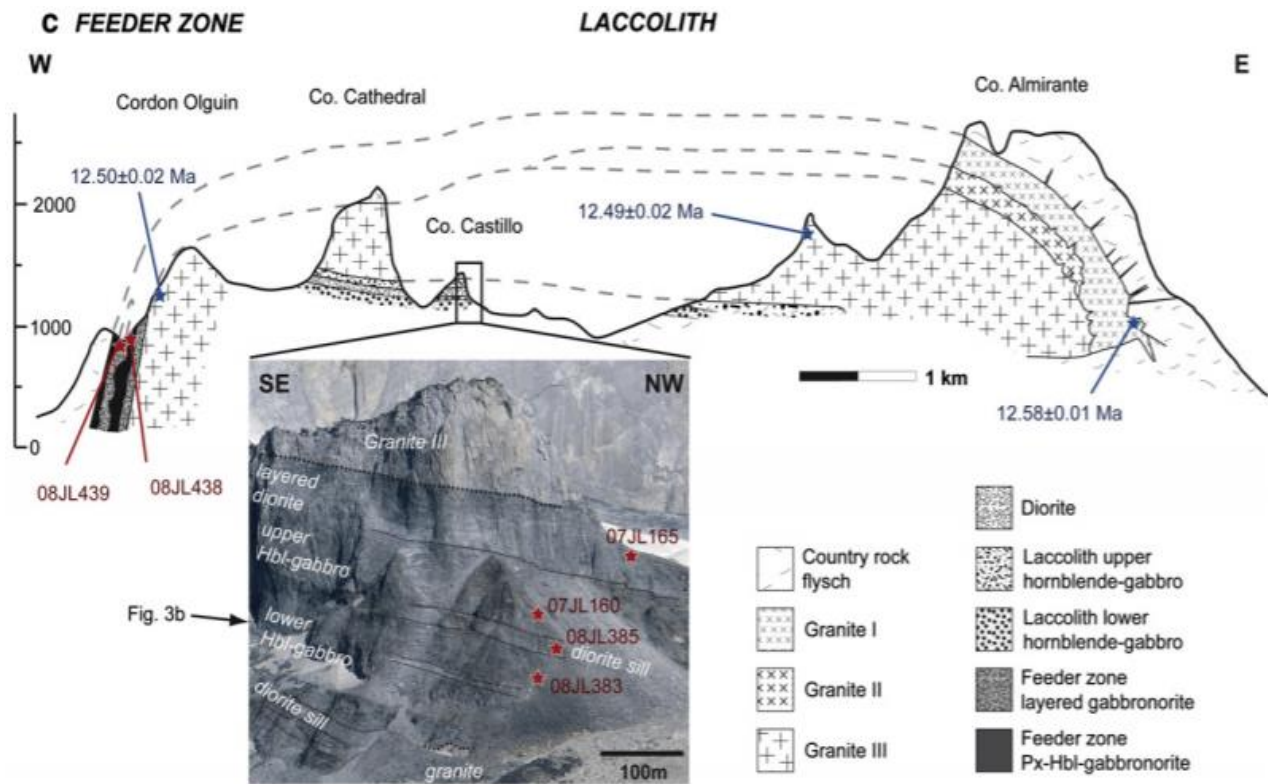 C FEEDER ZONE
LACCOLITH
W
E
Cordon Olguin
Co. Cathedral
Co. Almirante
12.50±0.02 Ma
2000
Co. Castillo
12.49±0.02 Ma
1000
0
1 km
12.58±0.01 Ma
08JL439
08JL438
SE
NW
Granite III
layered
diorite
upper
Hbl-gabbro
07JL165
07JL160
Fig. 3b
lower
Hbl-gabbro
08JL385
diorite sill
08JL383
diorite sill
granite
100m
Country rock
flysch
Granite I
Granite II
Granite III
Diorite
Laccolith upper
hornblende-gabbro
Laccolith lower
hornblende-gabbro
Feeder zone
layered gabbronorite
Feeder zone
Px-Hbl-gabbronorite